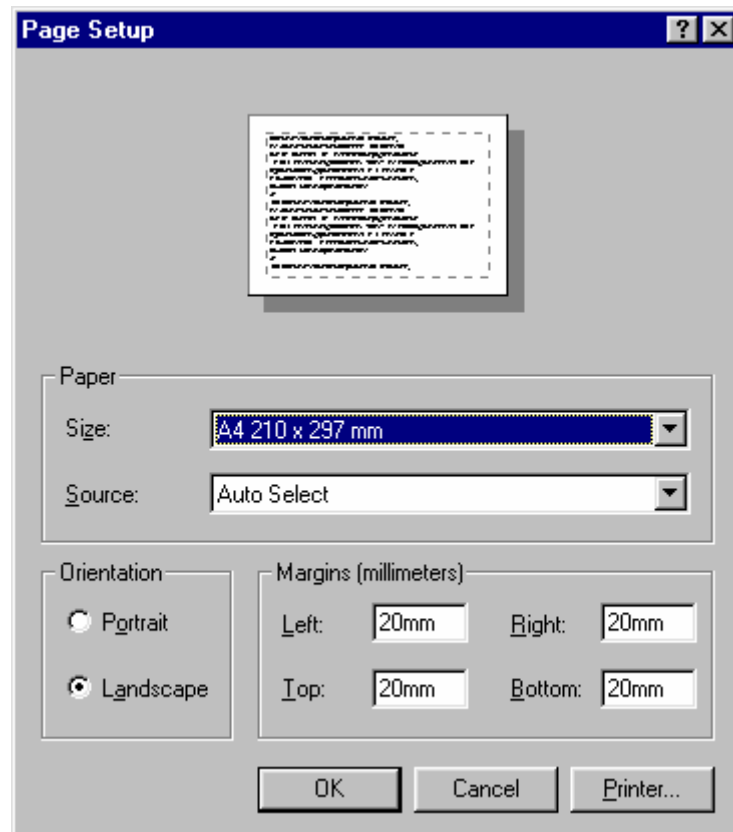 Page Setup
Paper
Size: A4 210 x 297 mm
Source: Auto Select
Orientation
Portrait
Landscape
Margins (millimeters)
Left: 20mm Right: 20mm
Top: 20mm Bottom: 20mm
OK Cancel Printer...